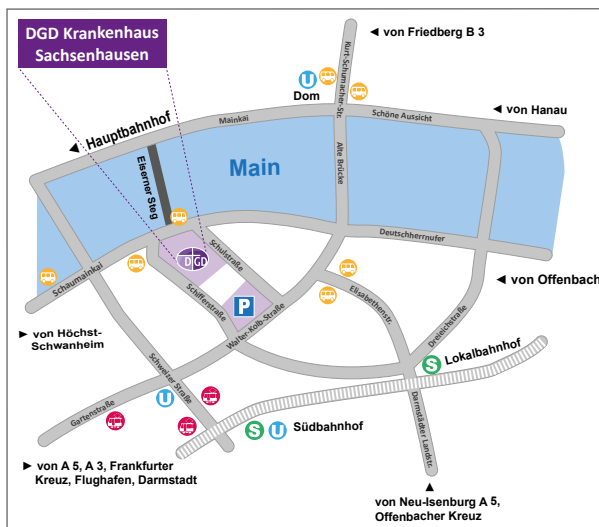 DGD Krankenhaus
Sachsenhausen
◄ von Friedberg B 3
Kurt-Schumacher-Str.
U
Dom
◄ von Hanau
◄ Hauptbahnhof
Mainkai
Schöne Aussicht
Eiserner Steg
Main
Alte Brücke
Deutschherrnufer
Schulstraße
DGD
Schaumainkai
◄ von Offenbach
Schifferstraße
P
Elisabethenstr.
► von Höchst-
Schwanheim
Walter-Kolb-Straße
Dreieichstraße
Schweizer Straße
S
Lokalbahnhof
U
Gartenstraße
S
U
Südbahnhof
Darmstädter Landstr.
► von A 5, A 3, Frankfurter
Kreuz, Flughafen, Darmstadt
▲
von Neu-Isenburg A 5,
Offenbacher Kreuz